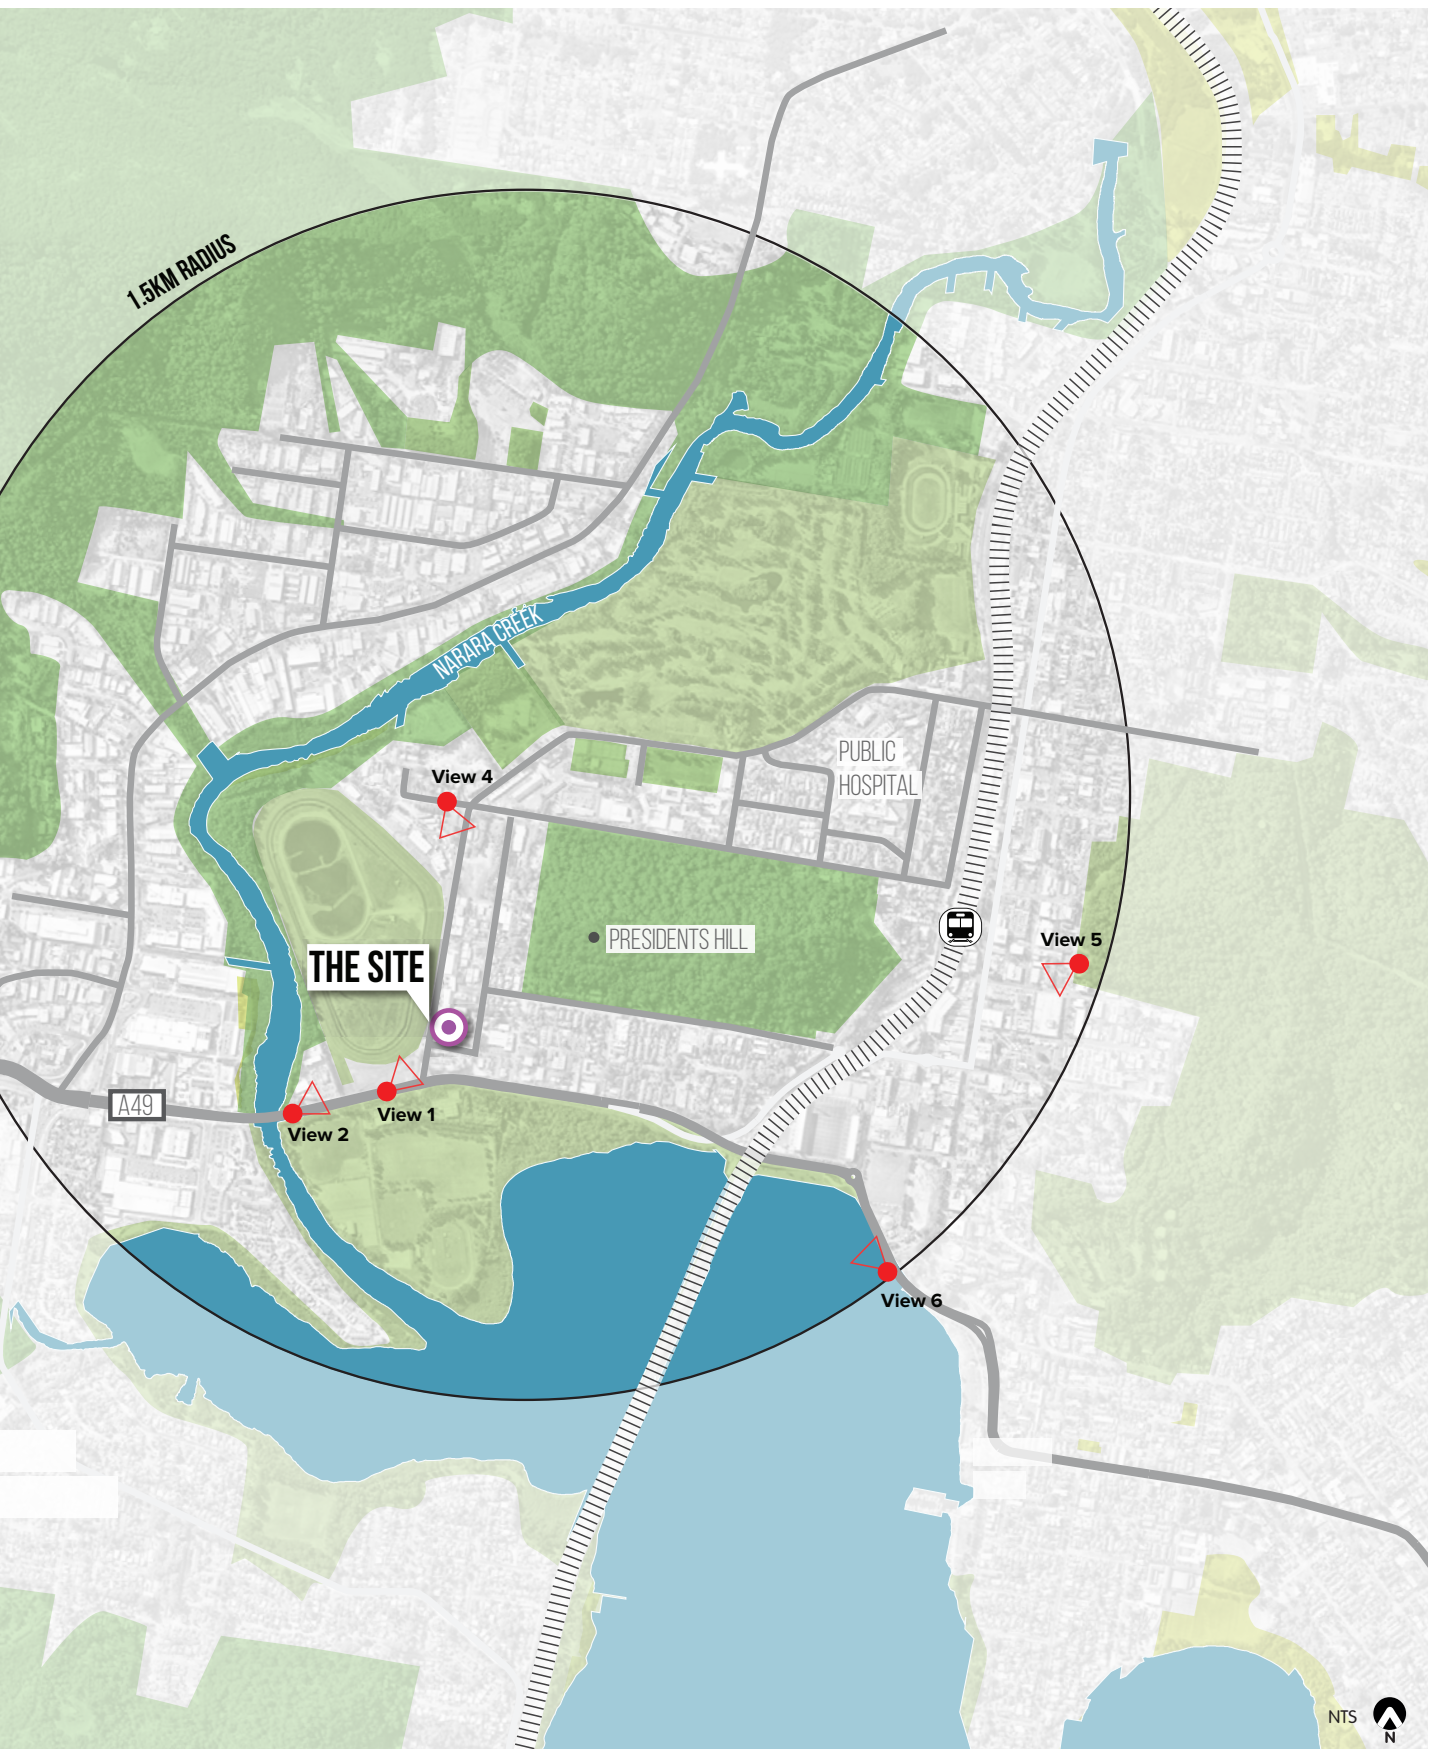 1.5KM RADIUS
NARARA CREEK
PUBLIC
HOSPITAL
View 4
PRESIDENTS HILL
View 5
THE SITE
A49
View 1
View 2
View 6
NTS
N